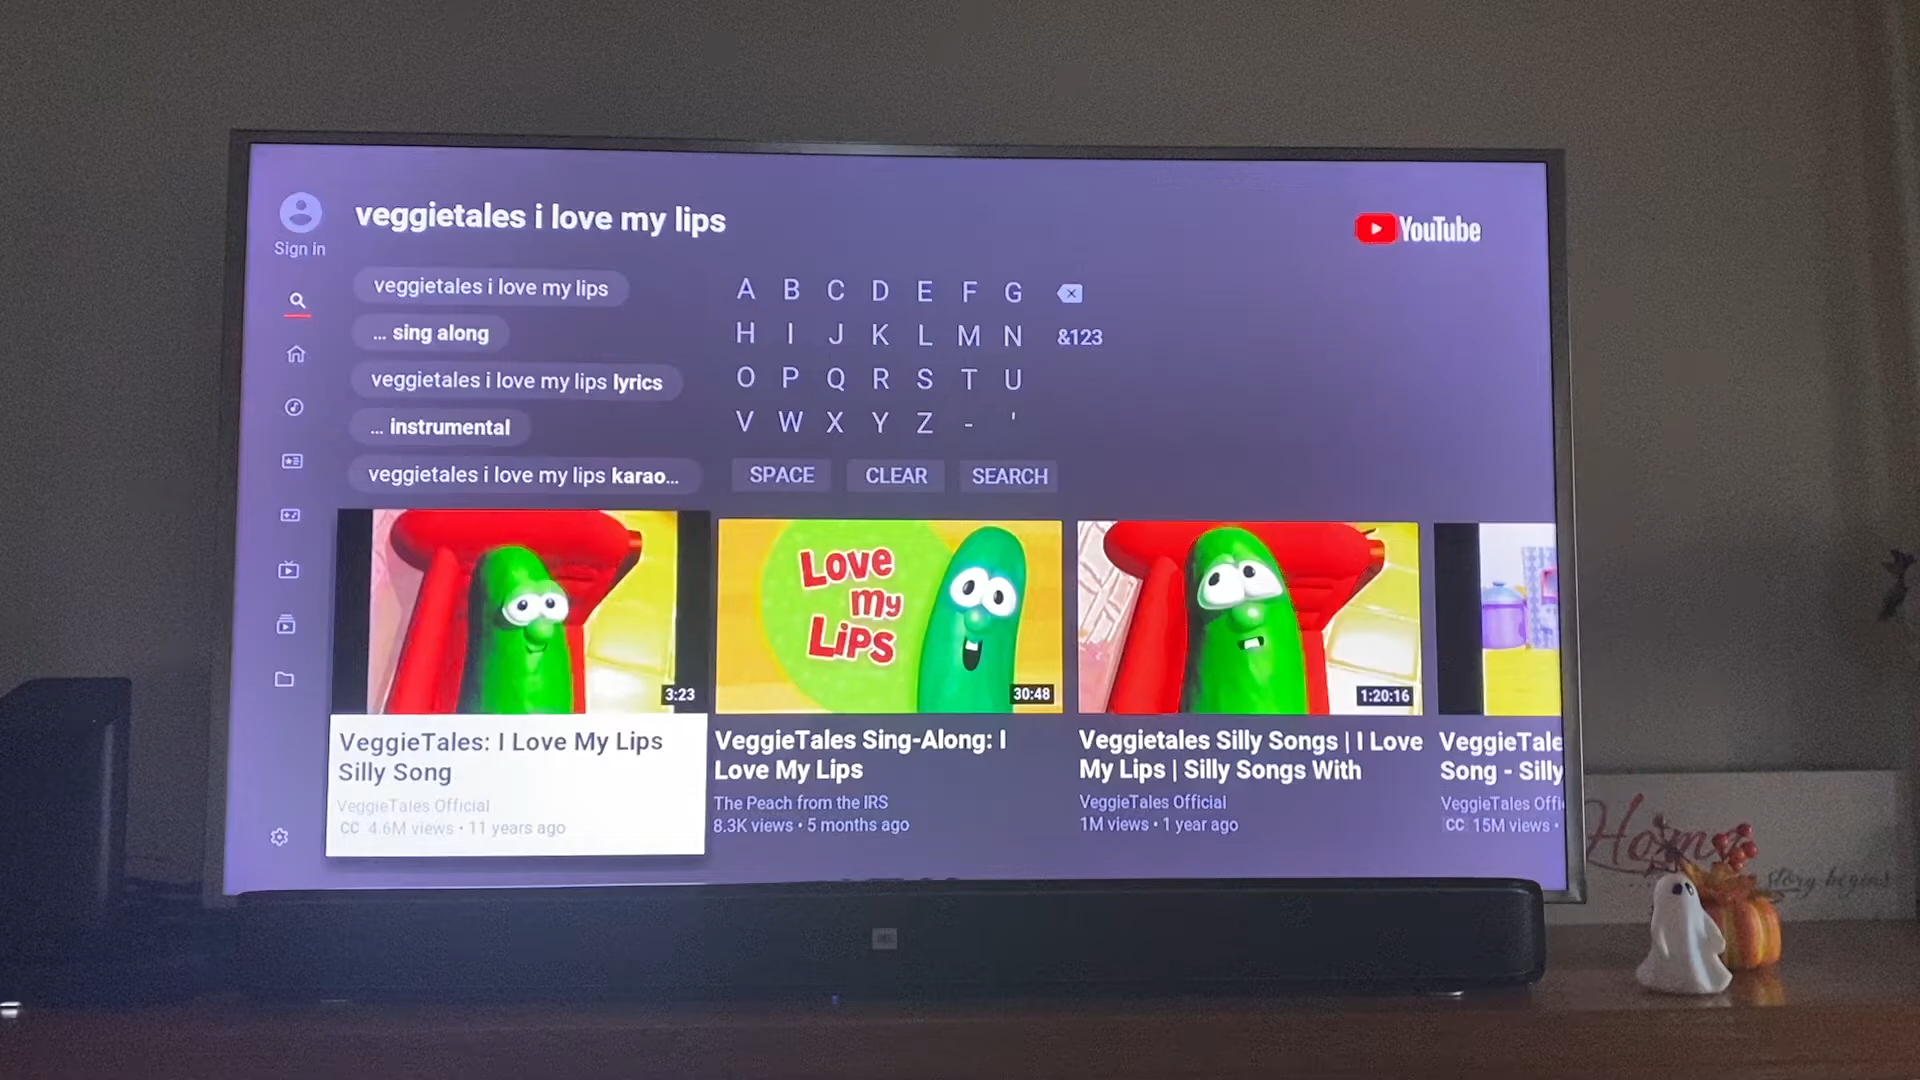 veggietales i love my lips
YouTube
Sign in
veggietales i love my lips
... sing along
veggietales i love my lips lyrics
... instrumental
veggietales i love my lips karao...
A B C D E F G
H I J K L M N &123
O P Q R S T U
V W X Y Z - '
SPACE CLEAR SEARCH
3:23
VeggieTales: I Love My Lips
Silly Song
VeggieTales Official
CC 4.6M views • 11 years ago
Love
my
Lips
30:48
VeggieTales Sing-Along: I
Love My Lips
The Peach from the IRS
8.3K views • 5 months ago
1:20:16
Veggietales Silly Songs | I Love
My Lips | Silly Songs With
VeggieTales Official
1M views • 1 year ago
VeggieTale
Song - Silly
VeggieTales Offi
CC 15M views •
Home
story begins